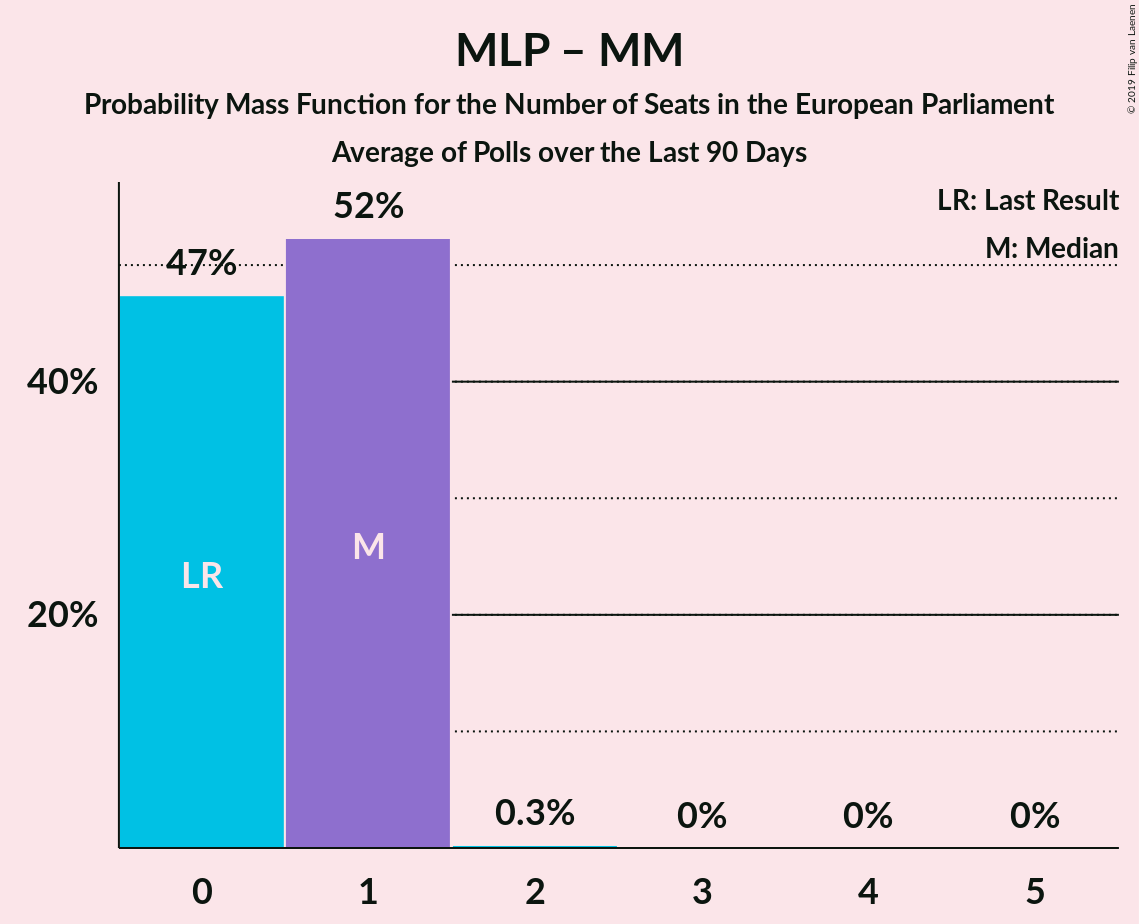 MLP – MM
Probability Mass Function for the Number of Seats in the European Parliament
Average of Polls over the Last 90 Days
© 2019 Filip van Laenen
LR: Last Result
M: Median
52%
47%
40%
M
LR
20%
0.3%
0%
0%
0%
0
1
2
3
4
5